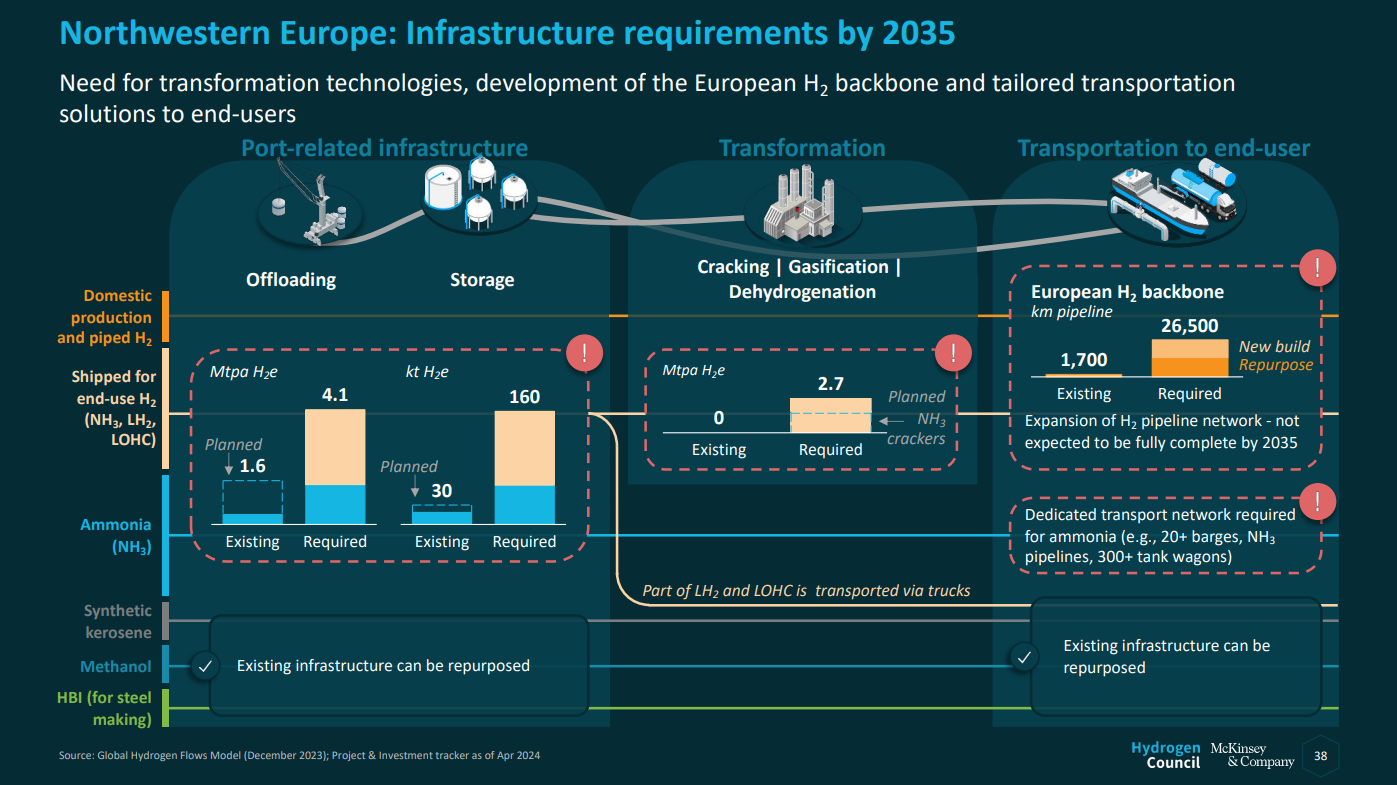 Northwestern Europe: Infrastructure requirements by 2035
Need for transformation technologies, development of the European H₂ backbone and tailored transportation
solutions to end-users
Port-related infrastructure
Transformation
Transportation to end-user
Offloading
Storage
Cracking | Gasification |
Dehydrogenation
Domestic
production
and piped H₂
Shipped for
end-use H₂
(NH₃, LH₂,
LOHC)
Ammonia
(NH₃)
Synthetic
kerosene
Methanol
HBI (for steel
making)
!
Mtpa H₂e
Planned
1.6
4.1
Existing
Required
kt H₂e
Planned
30
160
Existing
Required
!
Mtpa H₂e
0
2.7
Existing
Required
Planned
NH₃
crackers
!
European H₂ backbone
km pipeline
1,700
26,500
New build
Repurpose
Existing
Required
Expansion of H₂ pipeline network - not
expected to be fully complete by 2035
!
Dedicated transport network required
for ammonia (e.g., 20+ barges, NH₃
pipelines, 300+ tank wagons)
Part of LH₂ and LOHC is transported via trucks
Existing infrastructure can be repurposed
Existing infrastructure can be
repurposed
Source: Global Hydrogen Flows Model (December 2023); Project & Investment tracker as of Apr 2024
Hydrogen
Council
McKinsey
& Company
38